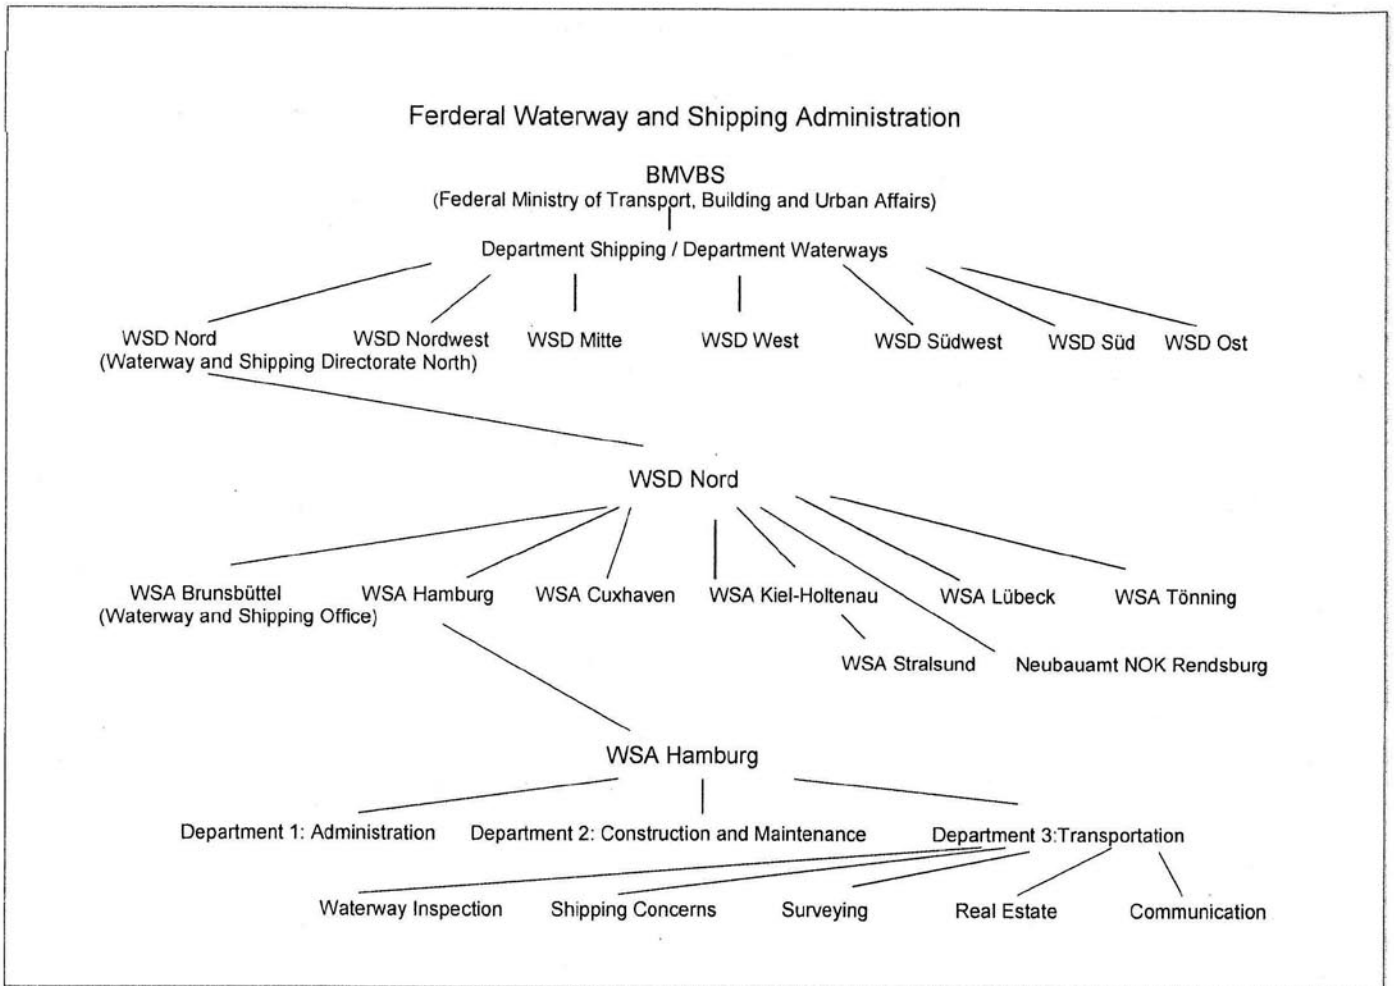 Ferderal Waterway and Shipping Administration
BMVBS
(Federal Ministry of Transport, Building and Urban Affairs)
Department Shipping / Department Waterways
WSD Nord WSD Nordwest WSD Mitte WSD West WSD Südwest WSD Süd WSD Ost
(Waterway and Shipping Directorate North)
WSD Nord
WSA Brunsbüttel WSA Hamburg WSA Cuxhaven WSA Kiel-Holtenau WSA Lübeck WSA Tönning
(Waterway and Shipping Office)
WSA Stralsund Neubauamt NOK Rendsburg
WSA Hamburg
Department 1: Administration Department 2: Construction and Maintenance Department 3:Transportation
Waterway Inspection Shipping Concerns Surveying Real Estate Communication